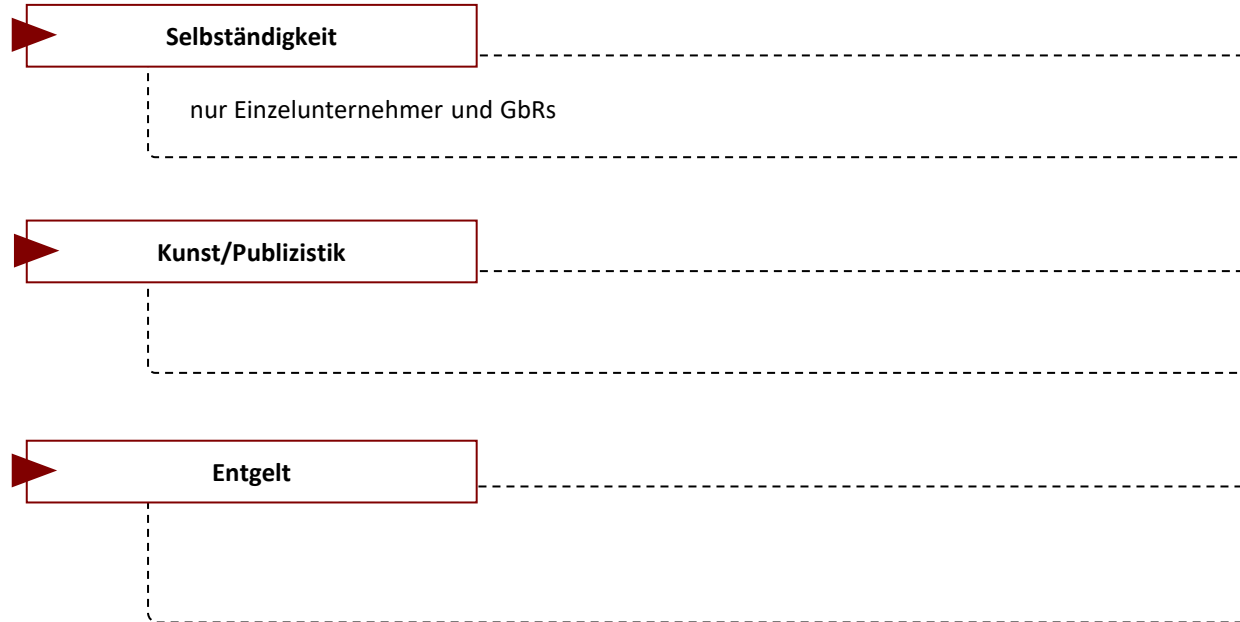 Selbständigkeit
nur Einzelunternehmer und GbRs
Kunst/Publizistik
Entgelt